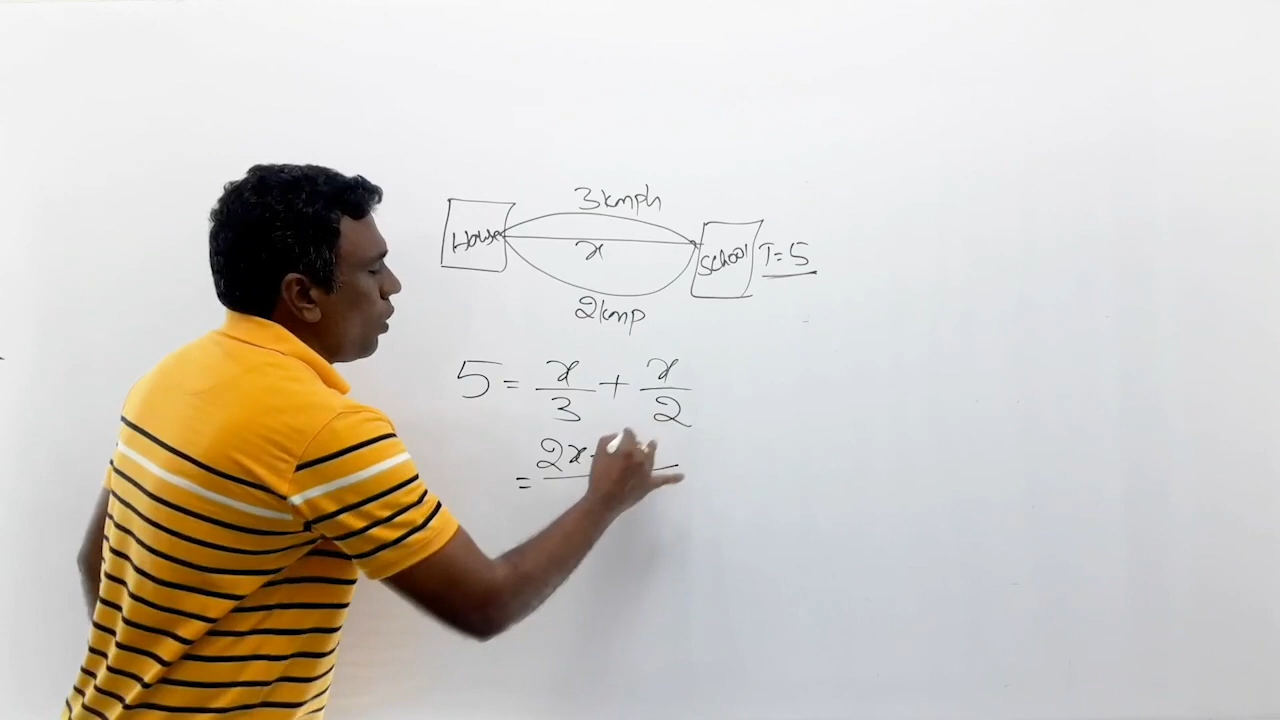 3kmph
House x School T=5
2kmp
5 = x/3 + x/2
= 2x